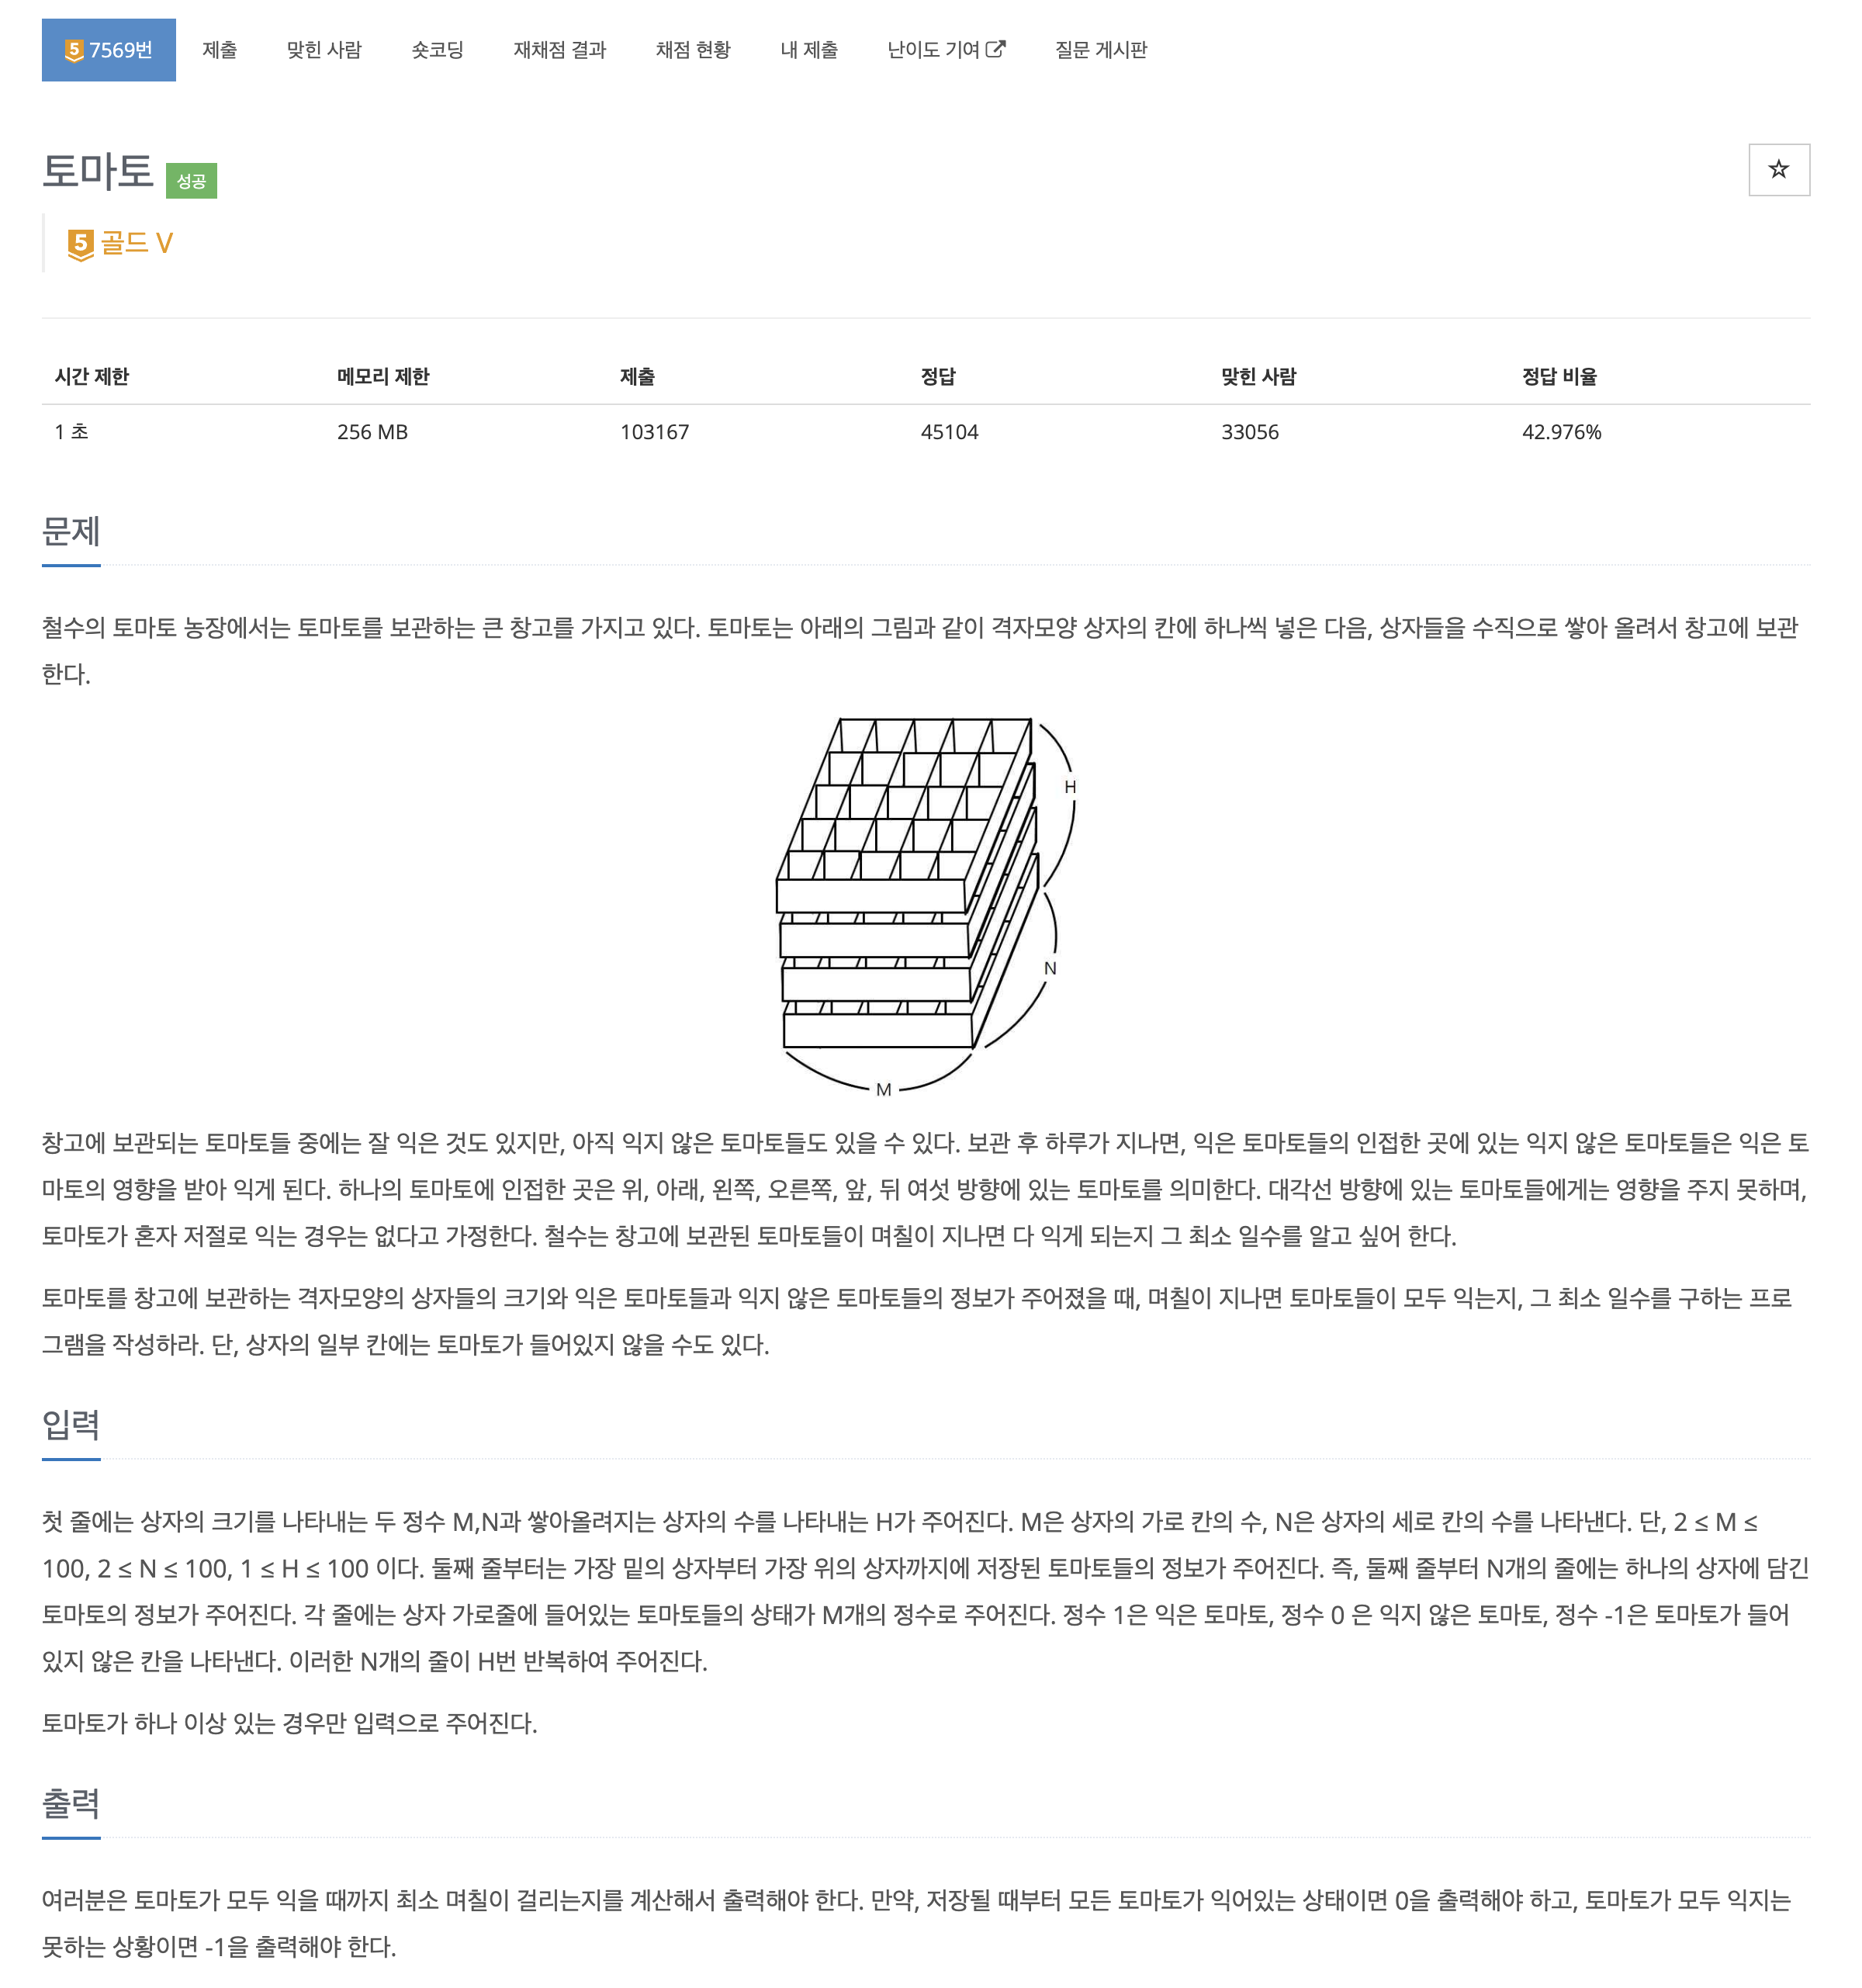 5 7569번 제출 맞힌 사람 숏코딩 재채점 결과 채점 현황 내 제출 난이도 기여 질문 게시판
토마토 성공
5 골드 V
시간 제한 메모리 제한 제출 정답 맞힌 사람 정답 비율
1 초 256 MB 103167 45104 33056 42.976%
문제
철수의 토마토 농장에서는 토마토를 보관하는 큰 창고를 가지고 있다. 토마토는 아래의 그림과 같이 격자모양 상자의 칸에 하나씩 넣은 다음, 상자들을 수직으로 쌓아 올려서 창고에 보관
한다.
H
N
M
창고에 보관되는 토마토들 중에는 잘 익은 것도 있지만, 아직 익지 않은 토마토들도 있을 수 있다. 보관 후 하루가 지나면, 익은 토마토들의 인접한 곳에 있는 익지 않은 토마토들은 익은 토
마토의 영향을 받아 익게 된다. 하나의 토마토에 인접한 곳은 위, 아래, 왼쪽, 오른쪽, 앞, 뒤 여섯 방향에 있는 토마토를 의미한다. 대각선 방향에 있는 토마토들에게는 영향을 주지 못하며,
토마토가 혼자 저절로 익는 경우는 없다고 가정한다. 철수는 창고에 보관된 토마토들이 며칠이 지나면 다 익게 되는지 그 최소 일수를 알고 싶어 한다.
토마토를 창고에 보관하는 격자모양의 상자들의 크기와 익은 토마토들과 익지 않은 토마토들의 정보가 주어졌을 때, 며칠이 지나면 토마토들이 모두 익는지, 그 최소 일수를 구하는 프로
그램을 작성하라. 단, 상자의 일부 칸에는 토마토가 들어있지 않을 수도 있다.
입력
첫 줄에는 상자의 크기를 나타내는 두 정수 M,N과 쌓아올려지는 상자의 수를 나타내는 H가 주어진다. M은 상자의 가로 칸의 수, N은 상자의 세로 칸의 수를 나타낸다. 단, 2 ≤ M ≤
100, 2 ≤ N ≤ 100, 1 ≤ H ≤ 100 이다. 둘째 줄부터는 가장 밑의 상자부터 가장 위의 상자까지에 저장된 토마토들의 정보가 주어진다. 즉, 둘째 줄부터 N개의 줄에는 하나의 상자에 담긴
토마토의 정보가 주어진다. 각 줄에는 상자 가로줄에 들어있는 토마토들의 상태가 M개의 정수로 주어진다. 정수 1은 익은 토마토, 정수 0 은 익지 않은 토마토, 정수 -1은 토마토가 들어
있지 않은 칸을 나타낸다. 이러한 N개의 줄이 H번 반복하여 주어진다.
토마토가 하나 이상 있는 경우만 입력으로 주어진다.
출력
여러분은 토마토가 모두 익을 때까지 최소 며칠이 걸리는지를 계산해서 출력해야 한다. 만약, 저장될 때부터 모든 토마토가 익어있는 상태이면 0을 출력해야 하고, 토마토가 모두 익지는
못하는 상황이면 -1을 출력해야 한다.